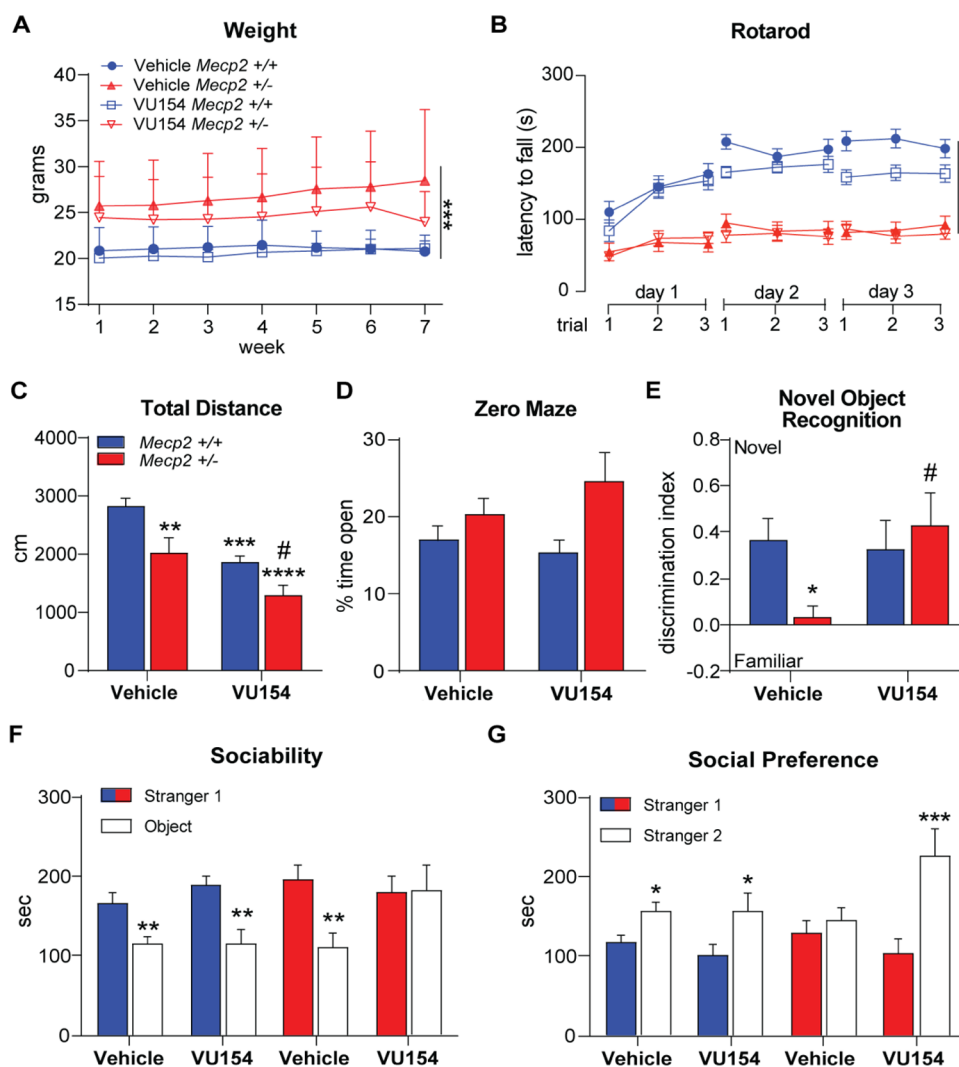 A
Weight
Vehicle Mecp2 +/+
Vehicle Mecp2 +/-
VU154 Mecp2 +/+
VU154 Mecp2 +/-
grams
40
35
30
25
20
15
***
1 2 3 4 5 6 7
week
B
Rotarod
latency to fall (s)
300
200
100
0
day 1 day 2 day 3
trial 1 2 3 1 2 3 1 2 3
C
Total Distance
Mecp2 +/+
Mecp2 +/-
cm
4000
3000
2000
1000
0
**
***
#
****
Vehicle VU154
D
Zero Maze
% time open
30
20
10
0
Vehicle VU154
E
Novel Object
Recognition
discrimination index
0.8
0.6
0.4
0.2
0.0
-0.2
Novel
#
*
Familiar
Vehicle VU154
F
Sociability
Stranger 1
Object
sec
300
200
100
0
** ** **
Vehicle VU154 Vehicle VU154
G
Social Preference
Stranger 1
Stranger 2
sec
300
200
100
0
* * ***
Vehicle VU154 Vehicle VU154